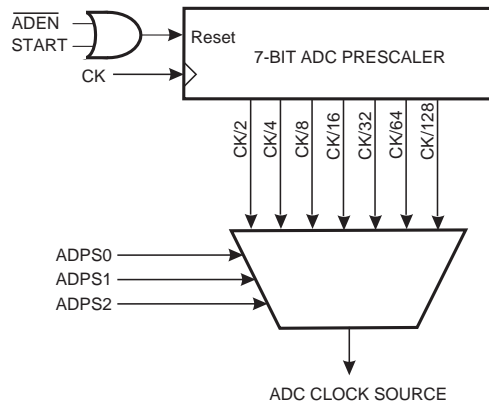 ADEN
START
Reset
7-BIT ADC PRESCALER
CK
CK/2
CK/4
CK/8
CK/16
CK/32
CK/64
CK/128
ADPS0
ADPS1
ADPS2
ADC CLOCK SOURCE